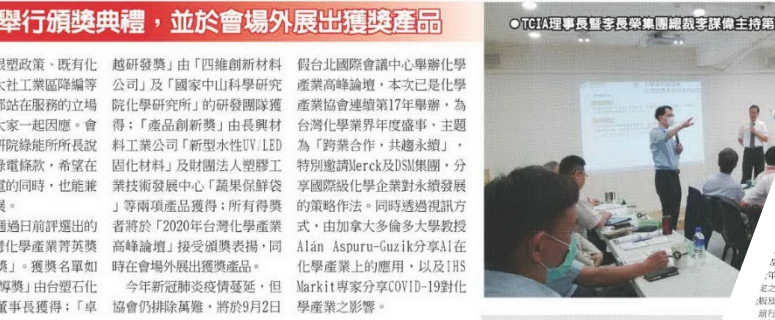 舉行頒獎典禮，並於會場外展出獲獎產品
限塑政策、既有化
大社工業區降編等
部站在服務的立場
大家一起因應。會
研院綠能所所長說
綠電條款，希望在
電的同時，也能兼
展。
通過日前評選出的
灣化學產業菁英獎
獎」。獲獎名單如
導獎」由台塑石化
董事長獲得；「卓
越研發獎」由「四維創新材料
公司」及「國家中山科學研究
院化學研究所」的研發團隊獲
得；「產品創新獎」由長興材
料工業公司「新型水性UV/LED
固化材料」及財團法人塑膠工
業技術發展中心「蔬果保鮮袋
」等兩項產品獲得；所有得獎
者將於「2020年台灣化學產業
高峰論壇」接受頒獎表揚，同
時在會場外展出獲獎產品。
今年新冠肺炎疫情蔓延，但
協會仍排除萬難，將於9月2日
假台北國際會議中心舉辦化學
產業高峰論壇，本次已是化學
產業協會連續第17年舉辦，為
台灣化學業界年度盛事，主題
為「跨業合作，共趨永續」，
特別邀請Merck及DSM集團，分
享國際級化學企業對永續發展
的策略作法。同時透過視訊方
式，由加拿大多倫多大學教授
Alán Aspuru-Guzik分享AI在
化學產業上的應用，以及IHS
Markit專家分享COVID-19對化
學產業之影響。
●TCIA理事長暨李長榮集團總裁李謀偉主持第